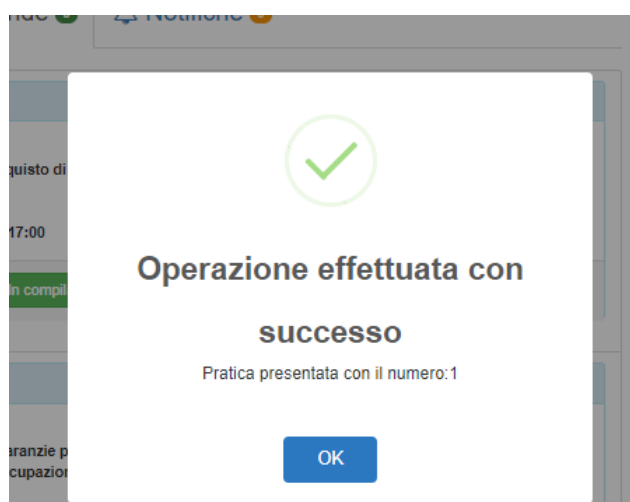 Notifiche
quisto di
17:00
In compil
Operazione effettuata con
successo
Pratica presentata con il numero:1
OK
aranzie p
cupazion